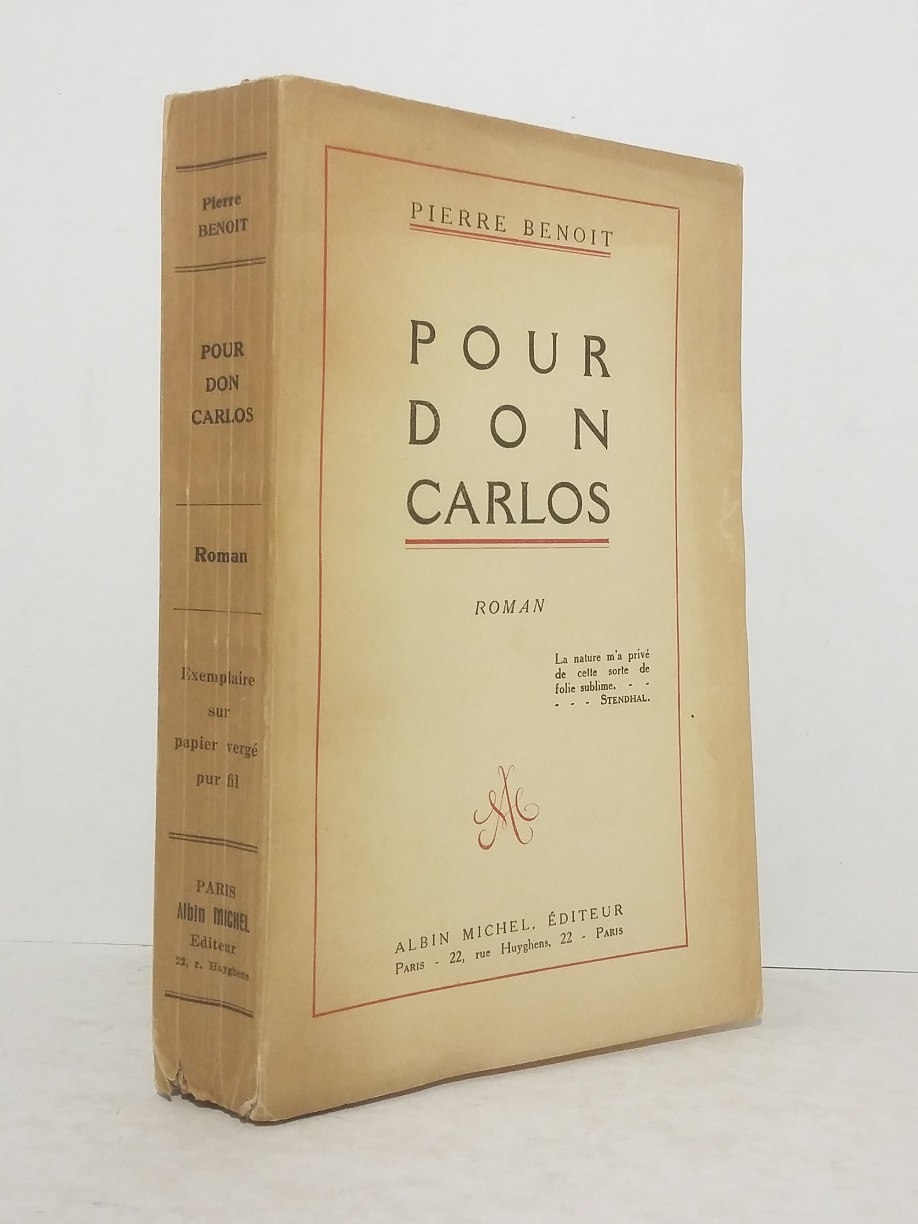 Pierre
BENOIT
POUR
DON
CARLOS
Roman
Exemplaire
sur
papier vergé
pur fil
PARIS
Albin MICHEL
Editeur
22, r. Huyghens
PIERRE BENOIT
POUR
DON
CARLOS
ROMAN
La nature m'a privé
de cette sorte de
folie sublime. - -
- - - STENDHAL.
ALBIN MICHEL, ÉDITEUR
PARIS - 22, rue Huyghens, 22 - PARIS